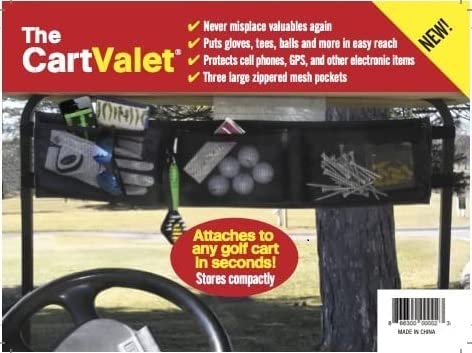 The
CartValet®
✓ Never misplace valuables again
✓ Puts gloves, tees, balls and more in easy reach
✓ Protects cell phones, GPS, and other electronic items
✓ Three large zippered mesh pockets
NEW!
Attaches to
any golf cart
in seconds!
Stores compactly
MADE IN CHINA